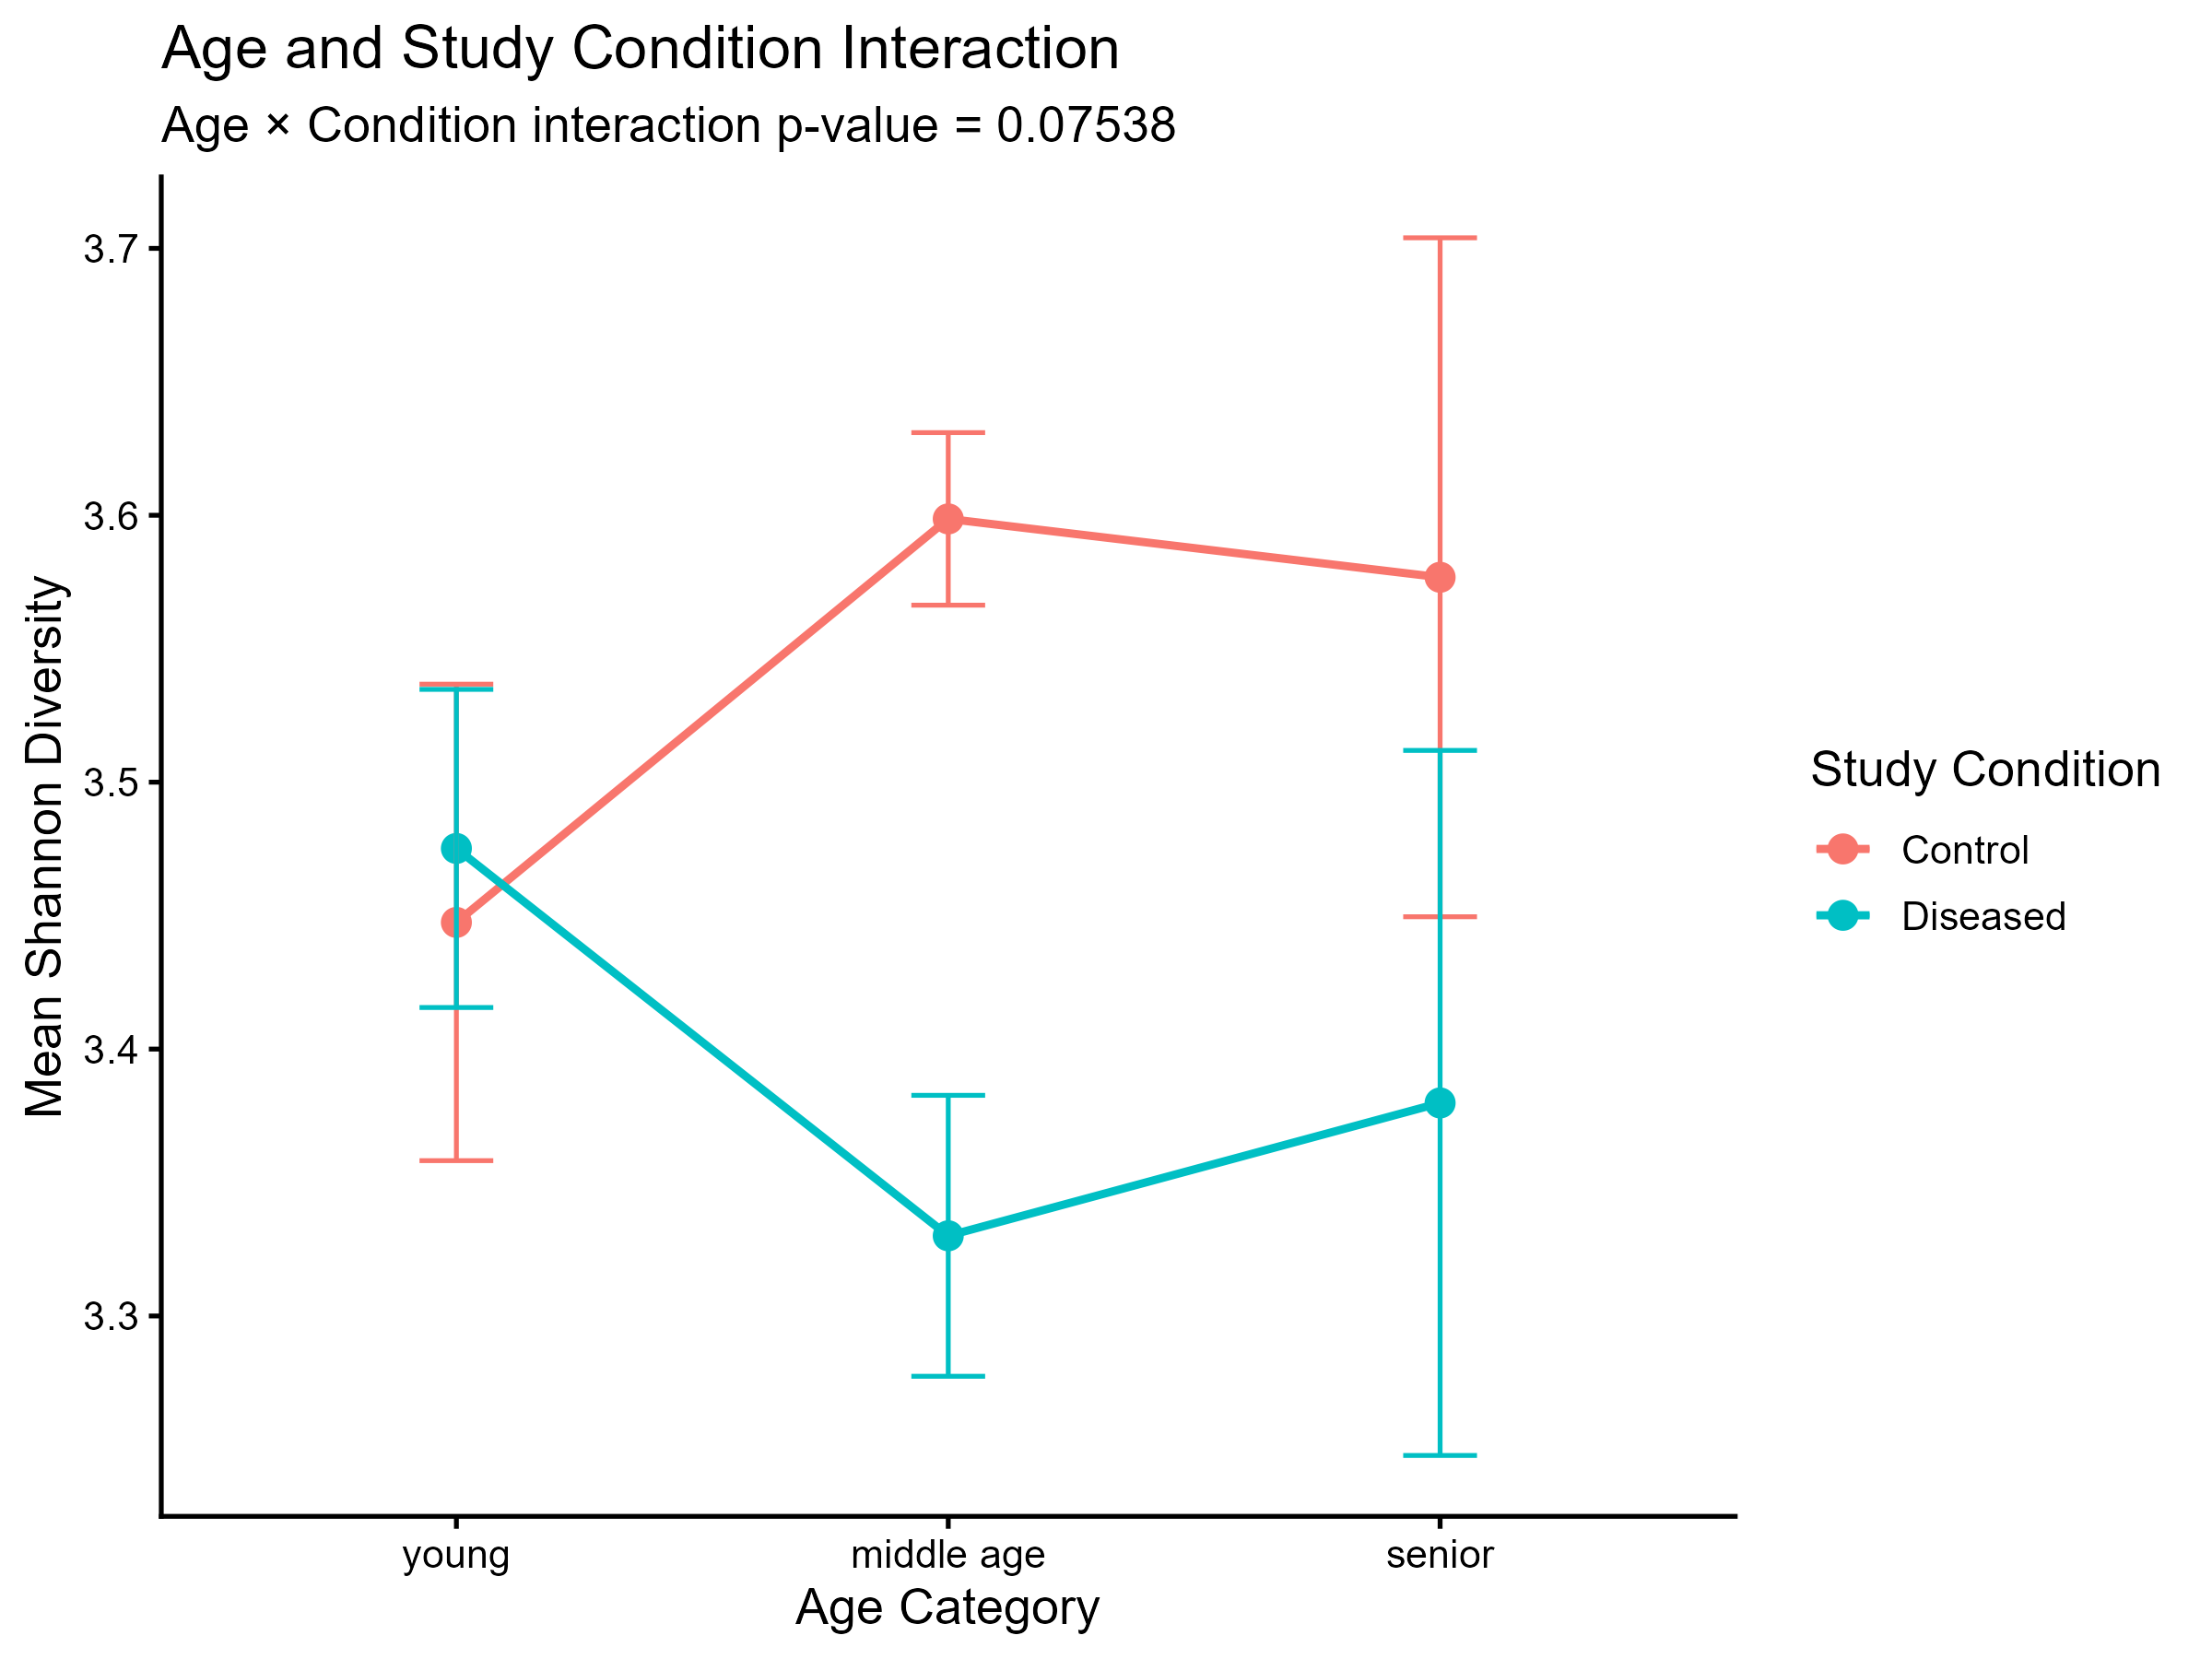 Age and Study Condition Interaction
Age × Condition interaction p-value = 0.07538
3.7
3.6
3.5
3.4
3.3
Mean Shannon Diversity
young
middle age
senior
Age Category
Study Condition
Control
Diseased